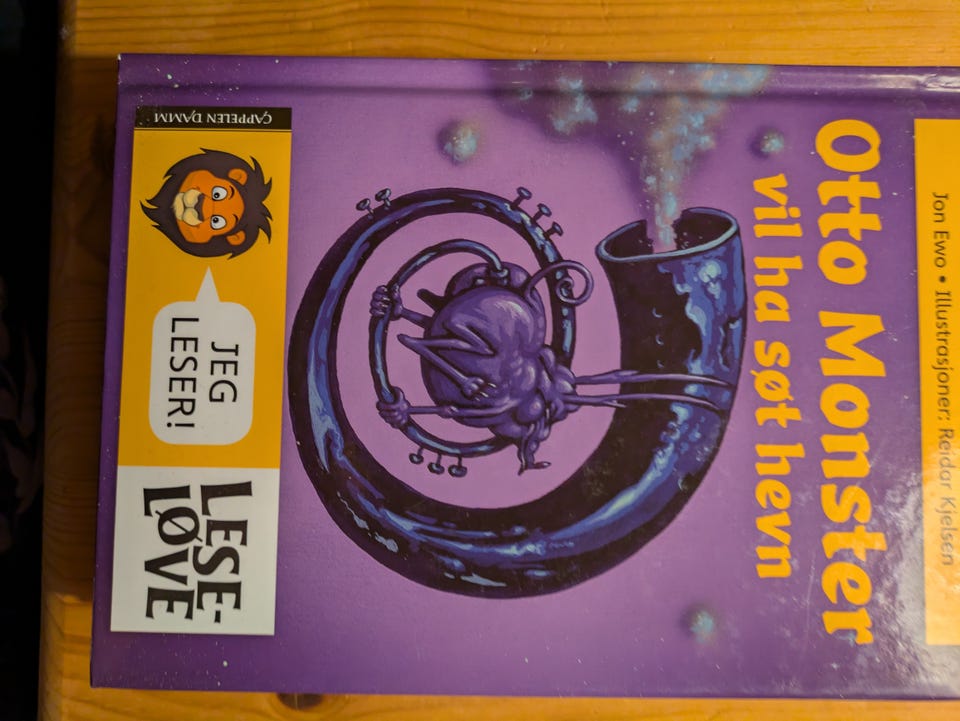 Jon Ewo • Illustrasjoner: Reidar Kjelsen
Otto Monster
vil ha søt hevn
CAPPELEN DAMM
JEG
LESER!
LESE-
LØVE